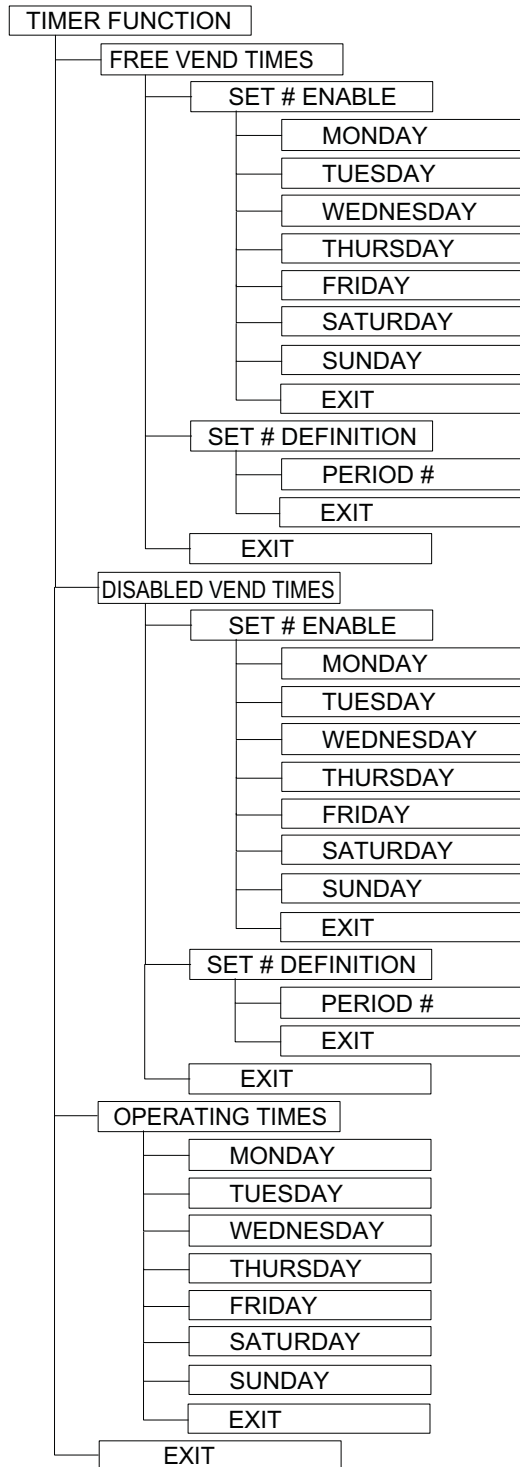 TIMER FUNCTION
FREE VEND TIMES
SET # ENABLE
MONDAY
TUESDAY
WEDNESDAY
THURSDAY
FRIDAY
SATURDAY
SUNDAY
EXIT
SET # DEFINITION
PERIOD #
EXIT
EXIT
DISABLED VEND TIMES
SET # ENABLE
MONDAY
TUESDAY
WEDNESDAY
THURSDAY
FRIDAY
SATURDAY
SUNDAY
EXIT
SET # DEFINITION
PERIOD #
EXIT
EXIT
OPERATING TIMES
MONDAY
TUESDAY
WEDNESDAY
THURSDAY
FRIDAY
SATURDAY
SUNDAY
EXIT
EXIT